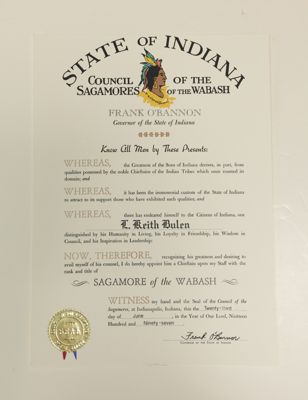 STATE OF INDIANA
COUNCIL OF THE
SAGAMORES OF THE WABASH
FRANK O'BANNON
Governor of the State of Indiana
Know All Men by These Presents:
WHEREAS, the Greatness of the State of Indiana derives, in part, from
qualities possessed by the noble Chieftains of the Indian Tribes which once roamed its
domain; and
WHEREAS, it has been the immemorial custom of the State of Indiana
to attract to its support those who have exhibited such qualities; and
WHEREAS, there has endeared himself to the Citizens of Indiana, one
L. Keith Bulen
distinguished by his Humanity in Living, his Loyalty in Friendship, his Wisdom in
Council, and his Inspiration in Leadership:
NOW, THEREFORE, recognizing his greatness and desiring to
avail myself of his counsel, I do hereby appoint him a Chieftain upon my Staff with the
rank and title of
SAGAMORE of the WABASH
WITNESS my hand and the Seal of the Council of the
Sagamores, at Indianapolis, Indiana, this the Twenty-third
day of June, in the Year of Our Lord, Nineteen
Hundred and Ninety-seven.
Frank O'Bannon